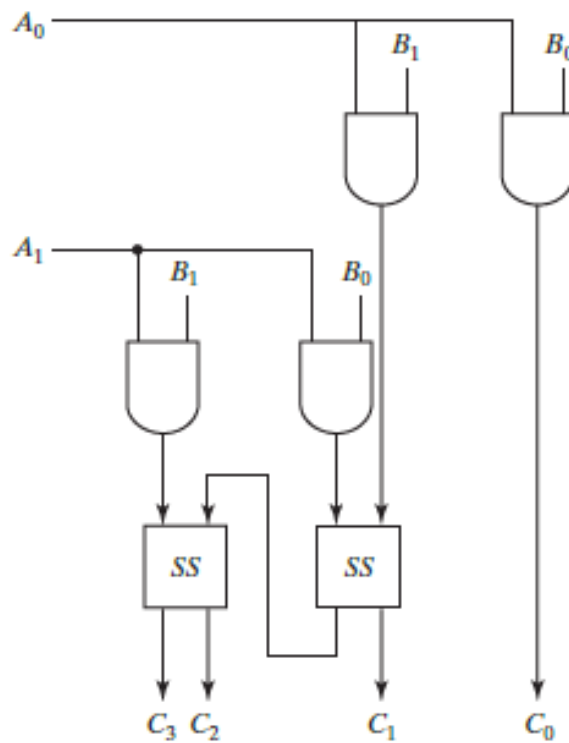 A₀
B₁ B₀
A₁
B₁ B₀
SS SS
C₃ C₂ C₁ C₀